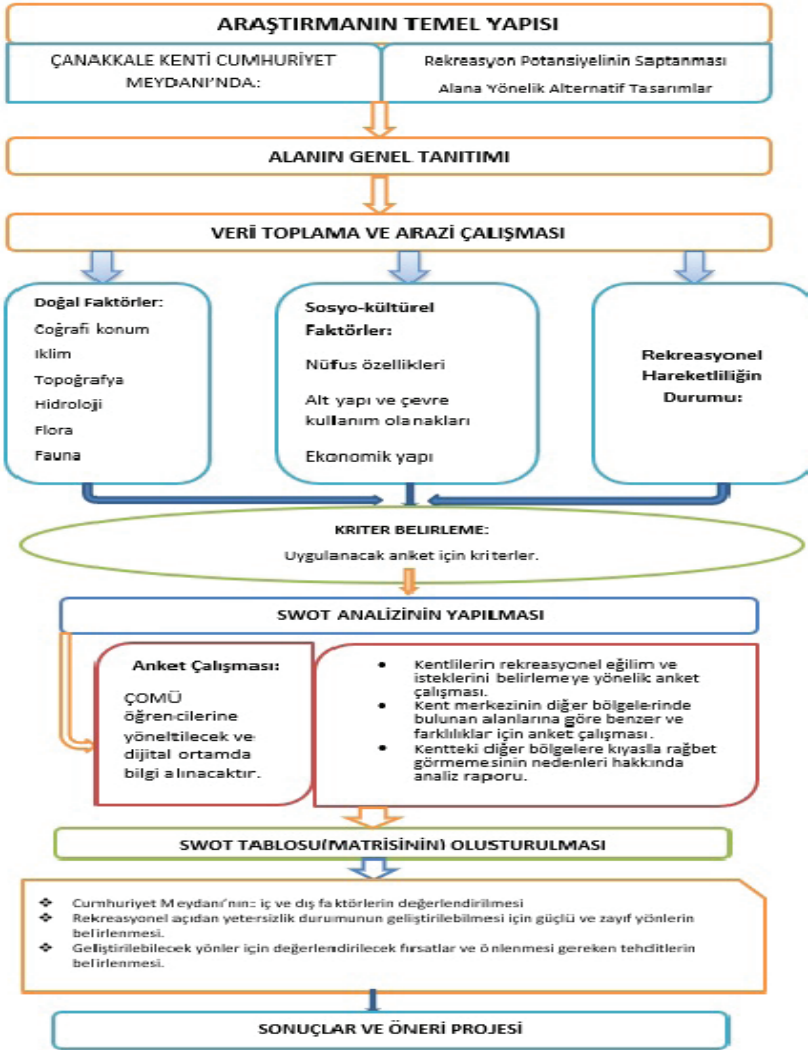 ARAŞTIRMANIN TEMEL YAPISI
ÇANAKKALE KENTİ CUMHURİYET
MEYDANI'NDA:
Rekreasyon Potansiyelinin Saptanması
Alana Yönelik Alternatif Tasarımlar
ALANIN GENEL TANITIMI
VERİ TOPLAMA VE ARAZİ ÇALIŞMASI
Doğal Faktörler:
Coğrafi konum
Iklim
Topoğrafya
Hidroloji
Flora
Fauna
Sosyo-kültürel
Faktörler:
Nüfus özellikleri
Alt yapı ve çevre
kullanım olanakları
Ekonomik yapı
Rekreasyonel
Hareketliliğin
Durumu:
KRITER BELIRLEME:
Uygulanacak anket için kriterler.
SWOT ANALİZİNİN YAPILMASI
Anket Çalışması:
ÇOMÜ
öğrencilerine
yöneltilecek ve
dijital ortamda
bilgi alınacaktır.
• Kentlilerin rekreasyonel eğilim ve
isteklerini belirlemeye yönelik anket
çalışması.
• Kent merkezinin diğer bölgelerinde
bulunan alanlarına göre benzer ve
farklılıklar için anket çalışması.
• Kentteki diğer bölgelere kıyasla rağbet
görmemesinin nedenleri hakkında
analiz raporu.
SWOT TABLOSU(MATRİSİNİN) OLUSTURULMASI
❖ Cumhuriyet Meydanı'nın: iç ve dış faktörlerin değerlendirilmesi
❖ Rekreasyonel açıdan yetersizlik durumunun geliştirilebilmesi için güçlü ve zayıf yönlerin
belirlenmesi.
❖ Geliştirilebilecek yönler için değerlendirilecek fırsatlar ve önlenmesi gereken tehditlerin
belirlenmesi.
SONUÇLAR VE ÖNERİ PROJESİ